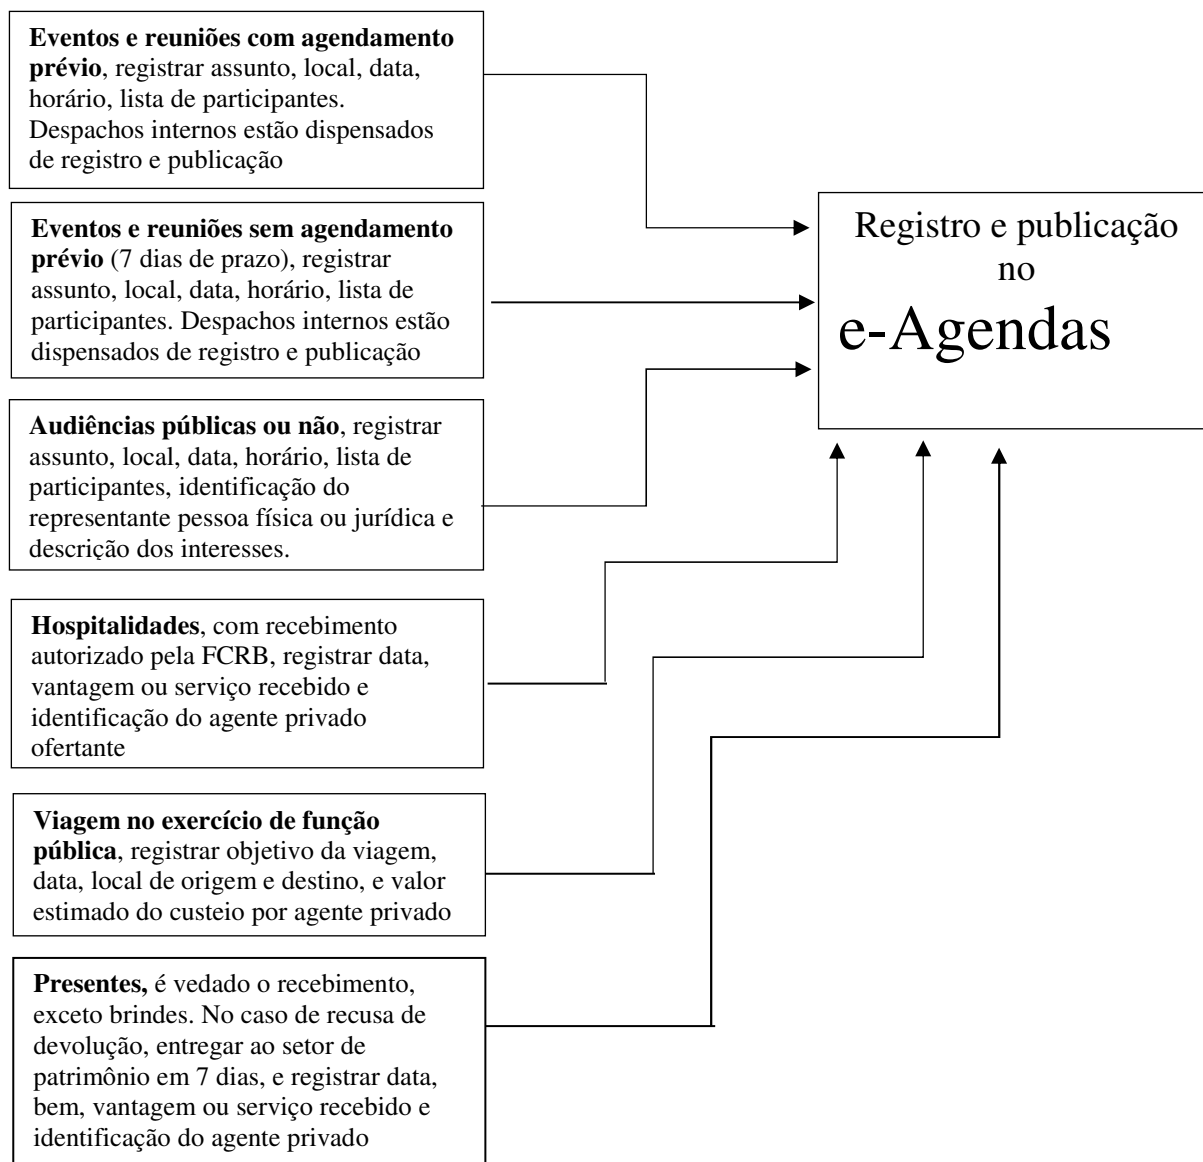 Eventos e reuniões com agendamento
prévio, registrar assunto, local, data,
horário, lista de participantes.
Despachos internos estão dispensados
de registro e publicação
Eventos e reuniões sem agendamento
prévio (7 dias de prazo), registrar
assunto, local, data, horário, lista de
participantes. Despachos internos estão
dispensados de registro e publicação
Audiências públicas ou não, registrar
assunto, local, data, horário, lista de
participantes, identificação do
representante pessoa física ou jurídica e
descrição dos interesses.
Hospitalidades, com recebimento
autorizado pela FCRB, registrar data,
vantagem ou serviço recebido e
identificação do agente privado
ofertante
Viagem no exercício de função
pública, registrar objetivo da viagem,
data, local de origem e destino, e valor
estimado do custeio por agente privado
Presentes, é vedado o recebimento,
exceto brindes. No caso de recusa de
devolução, entregar ao setor de
patrimônio em 7 dias, e registrar data,
bem, vantagem ou serviço recebido e
identificação do agente privado
Registro e publicação
no
e-Agendas